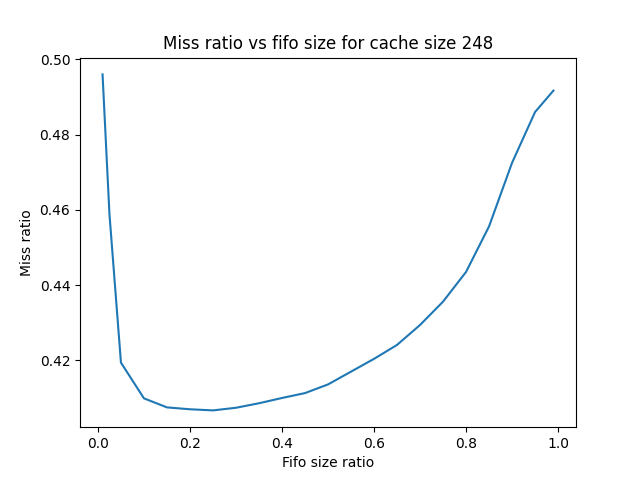 Miss ratio vs fifo size for cache size 248
0.50
0.48
0.46
0.44
0.42
Miss ratio
0.0 0.2 0.4 0.6 0.8 1.0
Fifo size ratio